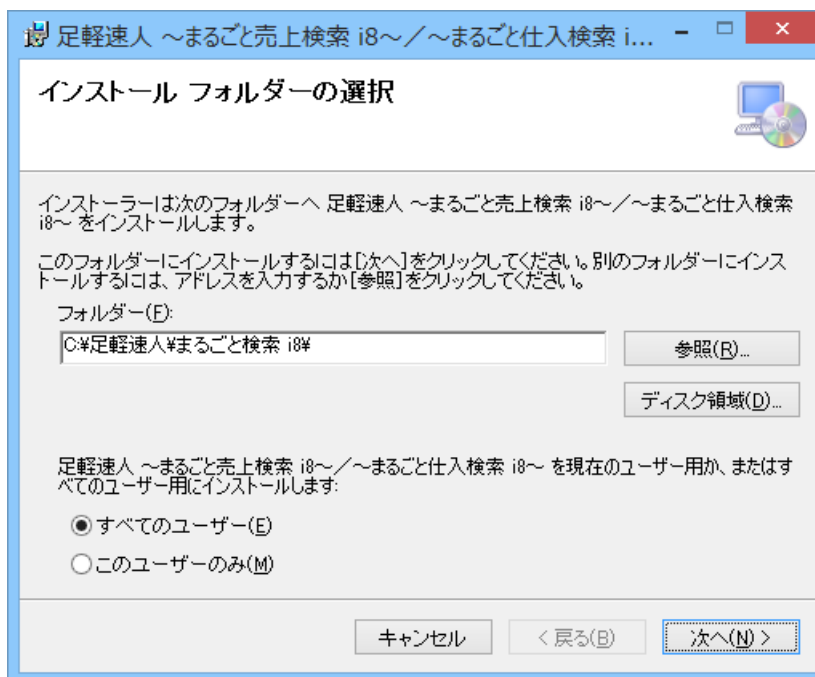 足軽速人 ～まるごと売上検索 i8～／～まるごと仕入検索 i...
インストール フォルダーの選択
インストーラーは次のフォルダーへ 足軽速人 ～まるごと売上検索 i8～／～まるごと仕入検索
i8～ をインストールします。
このフォルダーにインストールするには[次へ]をクリックしてください。別のフォルダーにインス
トールするには、アドレスを入力するか[参照]をクリックしてください。
フォルダー(F):
C:¥足軽速人¥まるごと検索 i8¥
参照(R)...
ディスク領域(D)...
足軽速人 ～まるごと売上検索 i8～／～まるごと仕入検索 i8～ を現在のユーザー用か、またはす
べてのユーザー用にインストールします:
すべてのユーザー(E)
このユーザーのみ(M)
キャンセル
< 戻る(B)
次へ(N) >